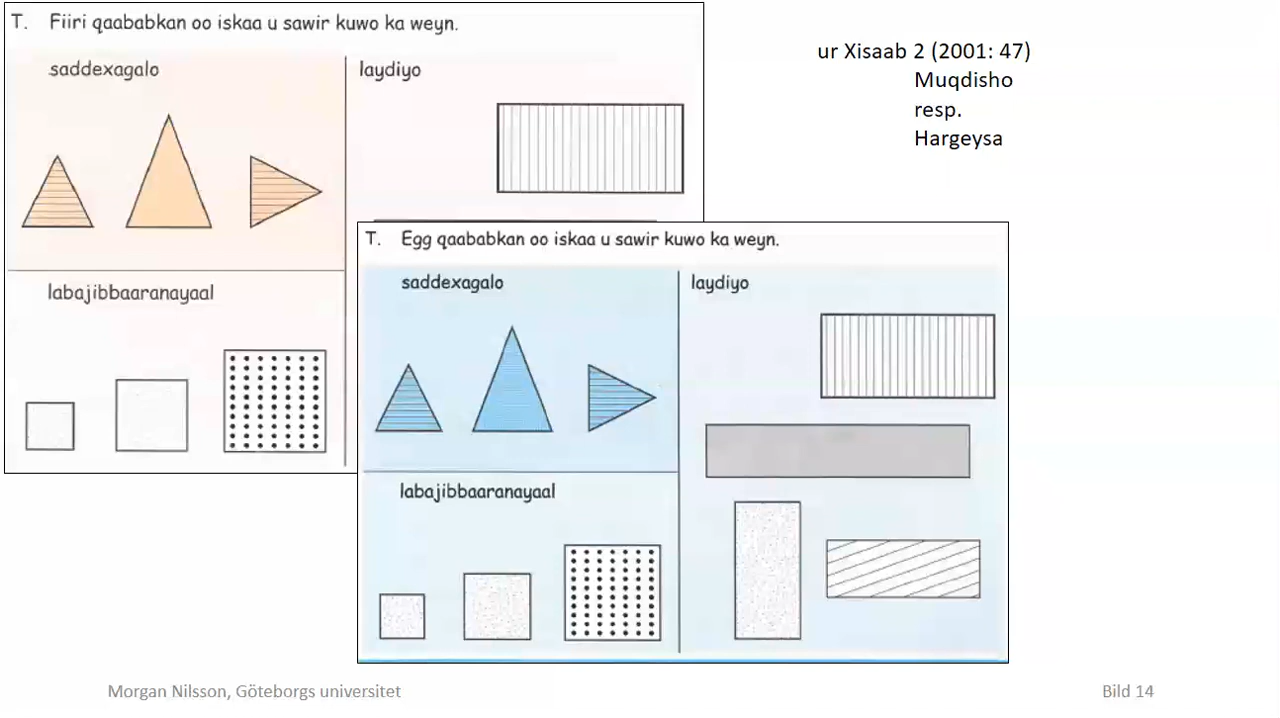 T. Fiiri qaababkan oo iskaa u sawir kuwo ka weyn.
saddexagalo
laydiyo
labajibbaaranayaal
T. Egg qaababkan oo iskaa u sawir kuwo ka weyn.
saddexagalo
laydiyo
labajibbaaranayaal
ur Xisaab 2 (2001: 47)
Muqdisho
resp.
Hargeysa
Morgan Nilsson, Göteborgs universitet
Bild 14